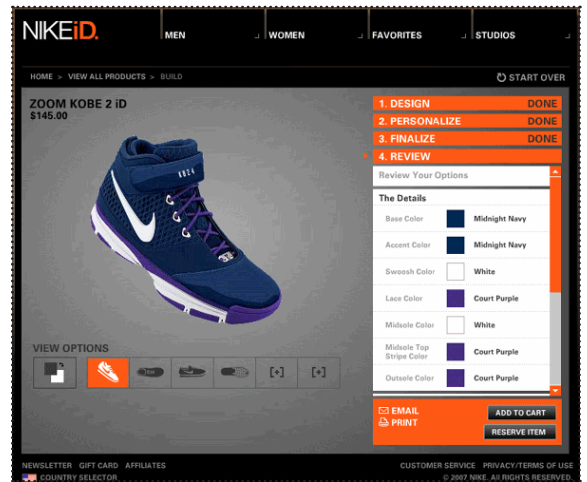 NIKEiD.
MEN
WOMEN
FAVORITES
STUDIOS
HOME > VIEW ALL PRODUCTS > BUILD
START OVER
ZOOM KOBE 2 iD
$145.00
1. DESIGN DONE
2. PERSONALIZE DONE
3. FINALIZE DONE
4. REVIEW
Review Your Options
The Details
Base Color Midnight Navy
Accent Color Midnight Navy
Swoosh Color White
Lace Color Court Purple
Midsole Color White
Midsole Top
Stripe Color Court Purple
Outsole Color Court Purple
VIEW OPTIONS
[+] [+]
EMAIL
PRINT
ADD TO CART
RESERVE ITEM
NEWSLETTER GIFT CARD AFFILIATES
CUSTOMER SERVICE PRIVACY/TERMS OF USE
COUNTRY SELECTOR
© 2007 NIKE. All RIGHTS RESERVED.